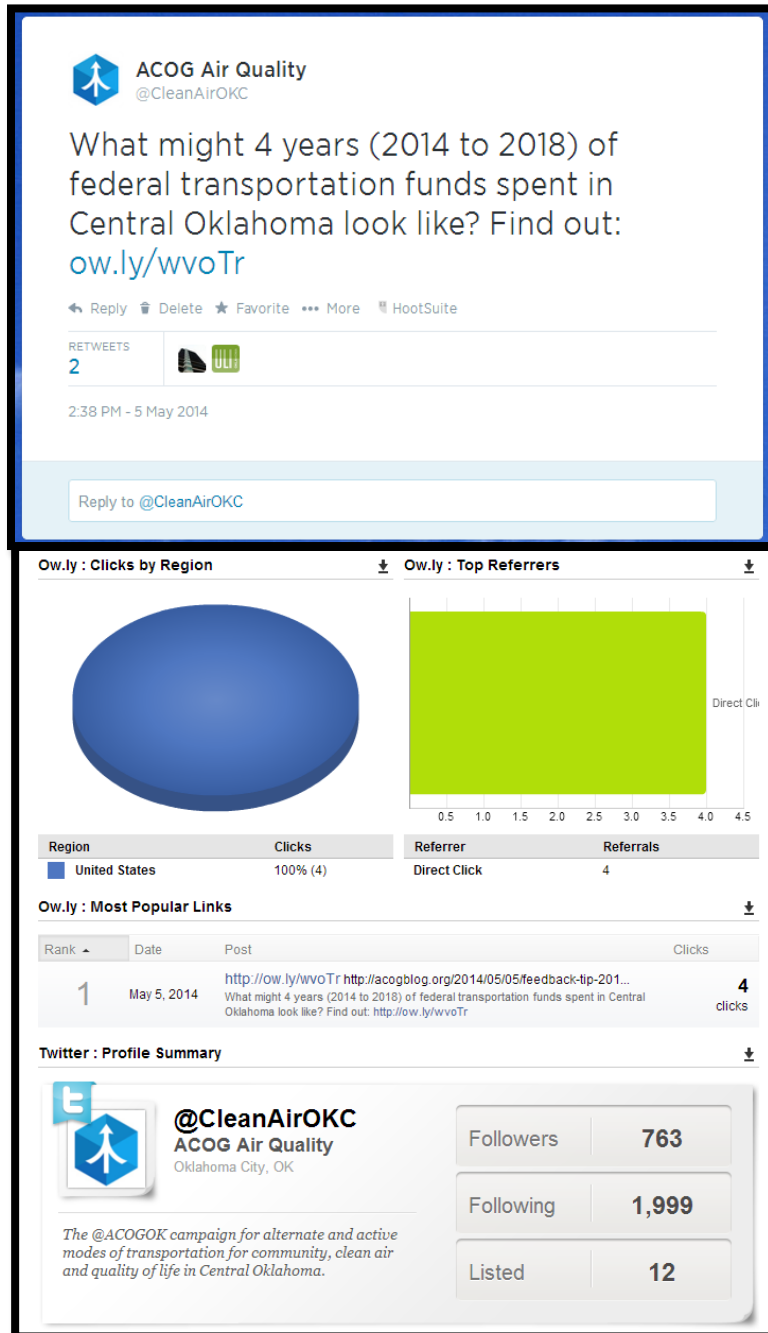 ACOG Air Quality
@CleanAirOKC
What might 4 years (2014 to 2018) of
federal transportation funds spent in
Central Oklahoma look like? Find out:
ow.ly/wvoTr
Reply Delete Favorite More HootSuite
RETWEETS
2
ULI
2:38 PM - 5 May 2014
Reply to @CleanAirOKC
Ow.ly : Clicks by Region
Region Clicks
United States 100% (4)
Ow.ly : Top Referrers
Direct Cli
0.5 1.0 1.5 2.0 2.5 3.0 3.5 4.0 4.5
Referrer Referrals
Direct Click 4
Ow.ly : Most Popular Links
Rank Date Post Clicks
1 May 5, 2014 http://ow.ly/wvoTr http://acogblog.org/2014/05/05/feedback-tip-201...
What might 4 years (2014 to 2018) of federal transportation funds spent in Central
Oklahoma look like? Find out: http://ow.ly/wvoTr
4
clicks
Twitter : Profile Summary
@CleanAirOKC
ACOG Air Quality
Oklahoma City, OK
The @ACOGOK campaign for alternate and active
modes of transportation for community, clean air
and quality of life in Central Oklahoma.
Followers 763
Following 1,999
Listed 12